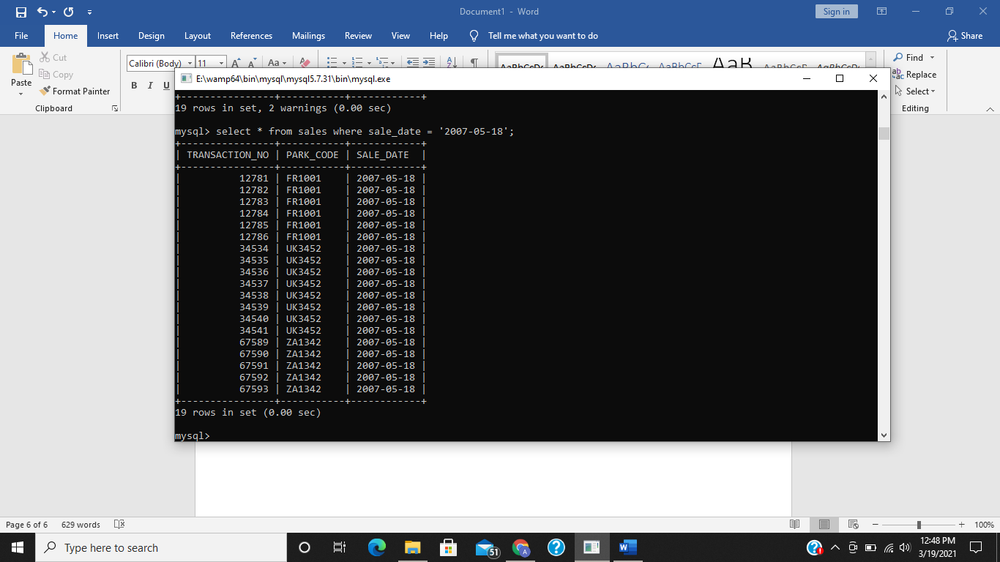 Document1 - Word
Sign in
File Home Insert Design Layout References Mailings Review View Help Tell me what you want to do Share
Paste
Cut
Copy
Format Painter
Clipboard
Calibri (Body) 11
B I U
Find
Replace
Select
Editing
E:\wamp64\bin\mysql\mysql5.7.31\bin\mysql.exe
+----------------+-----------+------------+
19 rows in set, 2 warnings (0.00 sec)
mysql> select * from sales where sale_date = '2007-05-18';
+----------------+-----------+------------+
| TRANSACTION_NO | PARK_CODE | SALE_DATE  |
+----------------+-----------+------------+
|          12781 | FR1001    | 2007-05-18 |
|          12782 | FR1001    | 2007-05-18 |
|          12783 | FR1001    | 2007-05-18 |
|          12784 | FR1001    | 2007-05-18 |
|          12785 | FR1001    | 2007-05-18 |
|          12786 | FR1001    | 2007-05-18 |
|          34534 | UK3452    | 2007-05-18 |
|          34535 | UK3452    | 2007-05-18 |
|          34536 | UK3452    | 2007-05-18 |
|          34537 | UK3452    | 2007-05-18 |
|          34538 | UK3452    | 2007-05-18 |
|          34539 | UK3452    | 2007-05-18 |
|          34540 | UK3452    | 2007-05-18 |
|          34541 | UK3452    | 2007-05-18 |
|          67589 | ZA1342    | 2007-05-18 |
|          67590 | ZA1342    | 2007-05-18 |
|          67591 | ZA1342    | 2007-05-18 |
|          67592 | ZA1342    | 2007-05-18 |
|          67593 | ZA1342    | 2007-05-18 |
+----------------+-----------+------------+
19 rows in set (0.00 sec)
mysql>
Page 6 of 6 629 words 100%
Type here to search
51
12:48 PM
3/19/2021